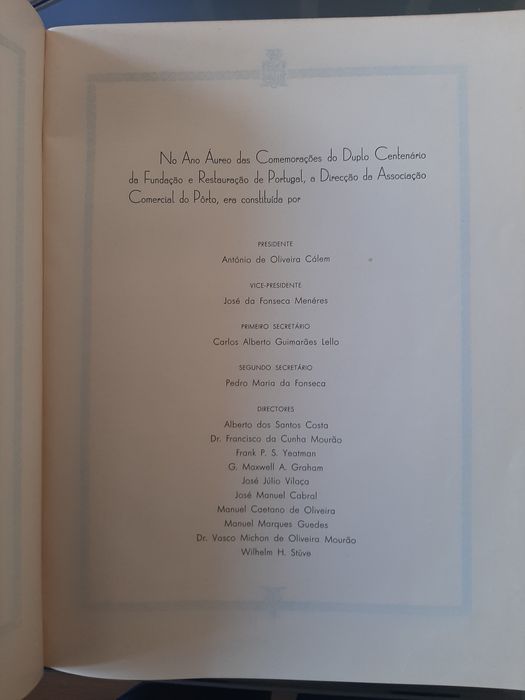 No Ano Áureo das Comemorações do Duplo Centenário
da Fundação e Restauração de Portugal, a Direcção da Associação
Comercial do Pôrto, era constituída por
PRESIDENTE
António de Oliveira Cálem
VICE-PRESIDENTE
José da Fonseca Menéres
PRIMEIRO SECRETÁRIO
Carlos Alberto Guimarães Lello
SEGUNDO SECRETÁRIO
Pedro Maria da Fonseca
DIRECTORES
Alberto dos Santos Costa
Dr. Francisco da Cunha Mourão
Frank P. S. Yeatman
G. Maxwell A. Graham
José Júlio Vilaça
José Manuel Cabral
Manuel Caetano de Oliveira
Manuel Marques Guedes
Dr. Vasco Michon de Oliveira Mourão
Wilhelm H. Stüve